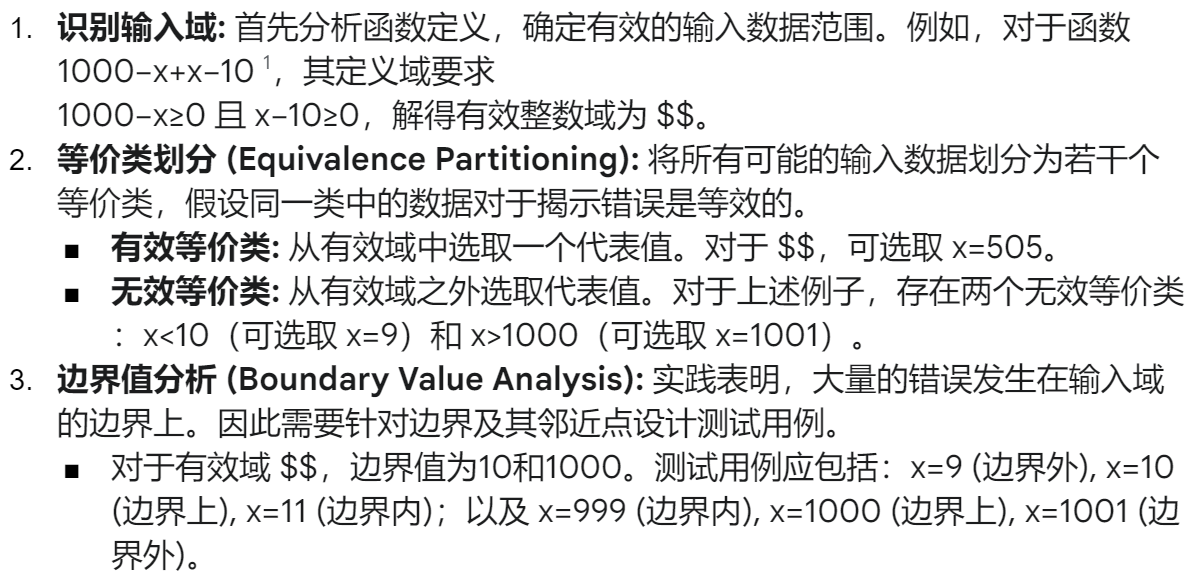 1. 识别输入域: 首先分析函数定义，确定有效的输入数据范围。例如，对于函数
1000−x+x−10 1，其定义域要求
1000−x≥0 且 x−10≥0，解得有效整数域为 $$。
2. 等价类划分 (Equivalence Partitioning): 将所有可能的输入数据划分为若干个
等价类，假设同一类中的数据对于揭示错误是等效的。
■ 有效等价类: 从有效域中选取一个代表值。对于 $$，可选取 x=505。
■ 无效等价类: 从有效域之外选取代表值。对于上述例子，存在两个无效等价类
：x<10（可选取 x=9）和 x>1000（可选取 x=1001）。
3. 边界值分析 (Boundary Value Analysis): 实践表明，大量的错误发生在输入域
的边界上。因此需要针对边界及其邻近点设计测试用例。
■ 对于有效域 $$，边界值为10和1000。测试用例应包括：x=9 (边界外), x=10
(边界上), x=11 (边界内)；以及 x=999 (边界内), x=1000 (边界上), x=1001 (边
界外)。